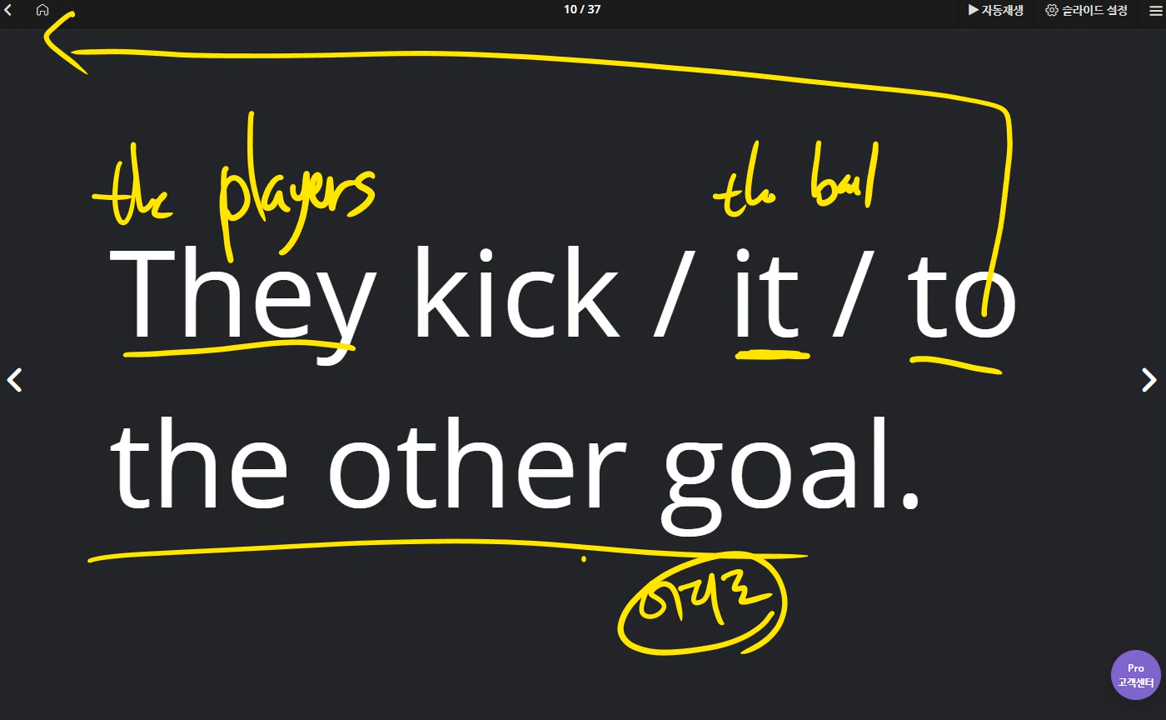 10 / 37
▶ 자동재생
슬라이드 설정
the players
the ball
They kick / it / to
the other goal.
어디로
Pro
고객센터